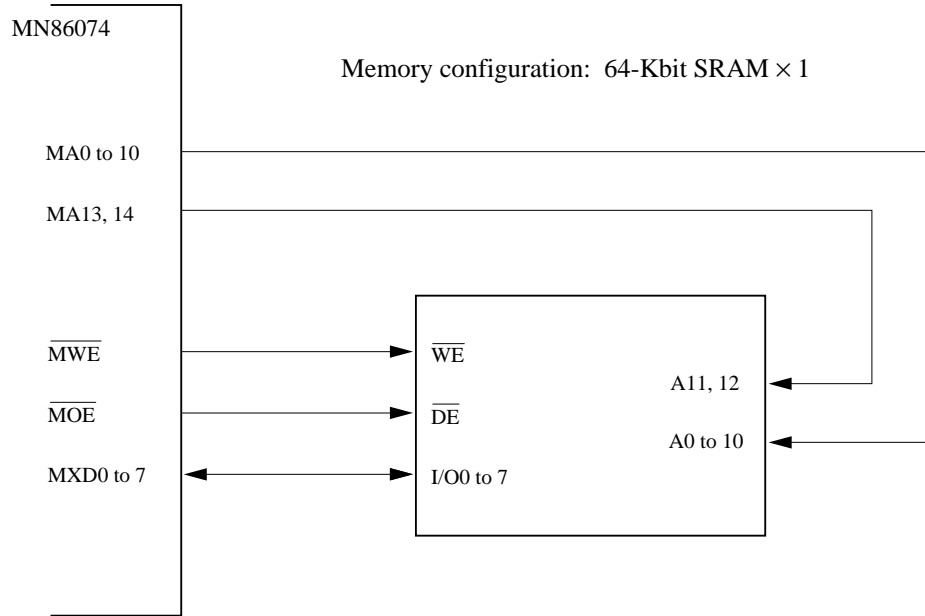 MN86074
Memory configuration: 64-Kbit SRAM × 1
MA0 to 10
MA13, 14
MWE
WE
A11, 12
MOE
DE
A0 to 10
MXD0 to 7
I/O0 to 7